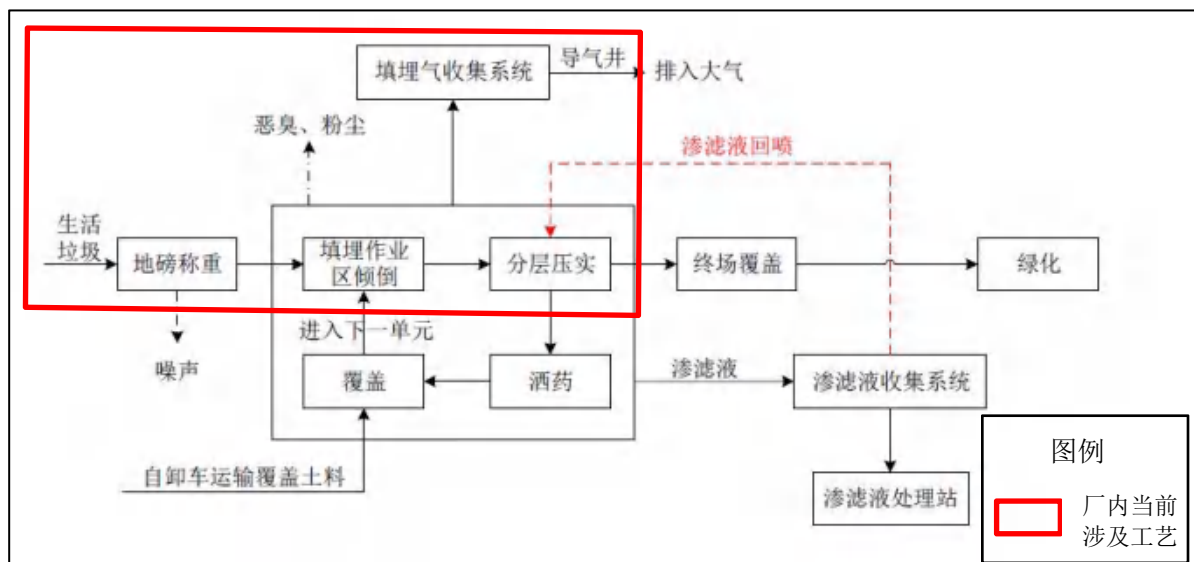 填埋气收集系统
导气井
排入大气
恶臭、粉尘
渗滤液回喷
生活
垃圾
地磅称重
填埋作业
区倾倒
分层压实
终场覆盖
绿化
噪声
进入下一单元
覆盖
洒药
渗滤液
渗滤液收集系统
自卸车运输覆盖土料
渗滤液处理站
图例
厂内当前
涉及工艺